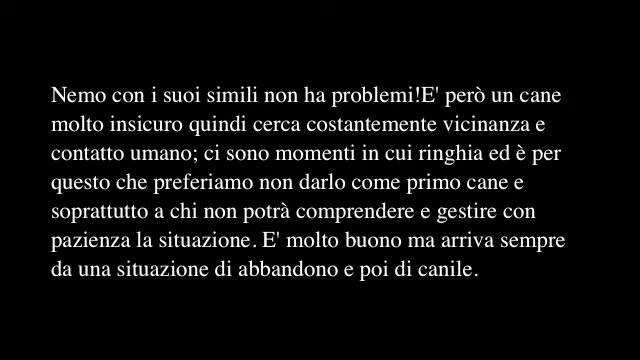 Nemo con i suoi simili non ha problemi!E' però un cane
molto insicuro quindi cerca costantemente vicinanza e
contatto umano; ci sono momenti in cui ringhia ed è per
questo che preferiamo non darlo come primo cane e
soprattutto a chi non potrà comprendere e gestire con
pazienza la situazione. E' molto buono ma arriva sempre
da una situazione di abbandono e poi di canile.